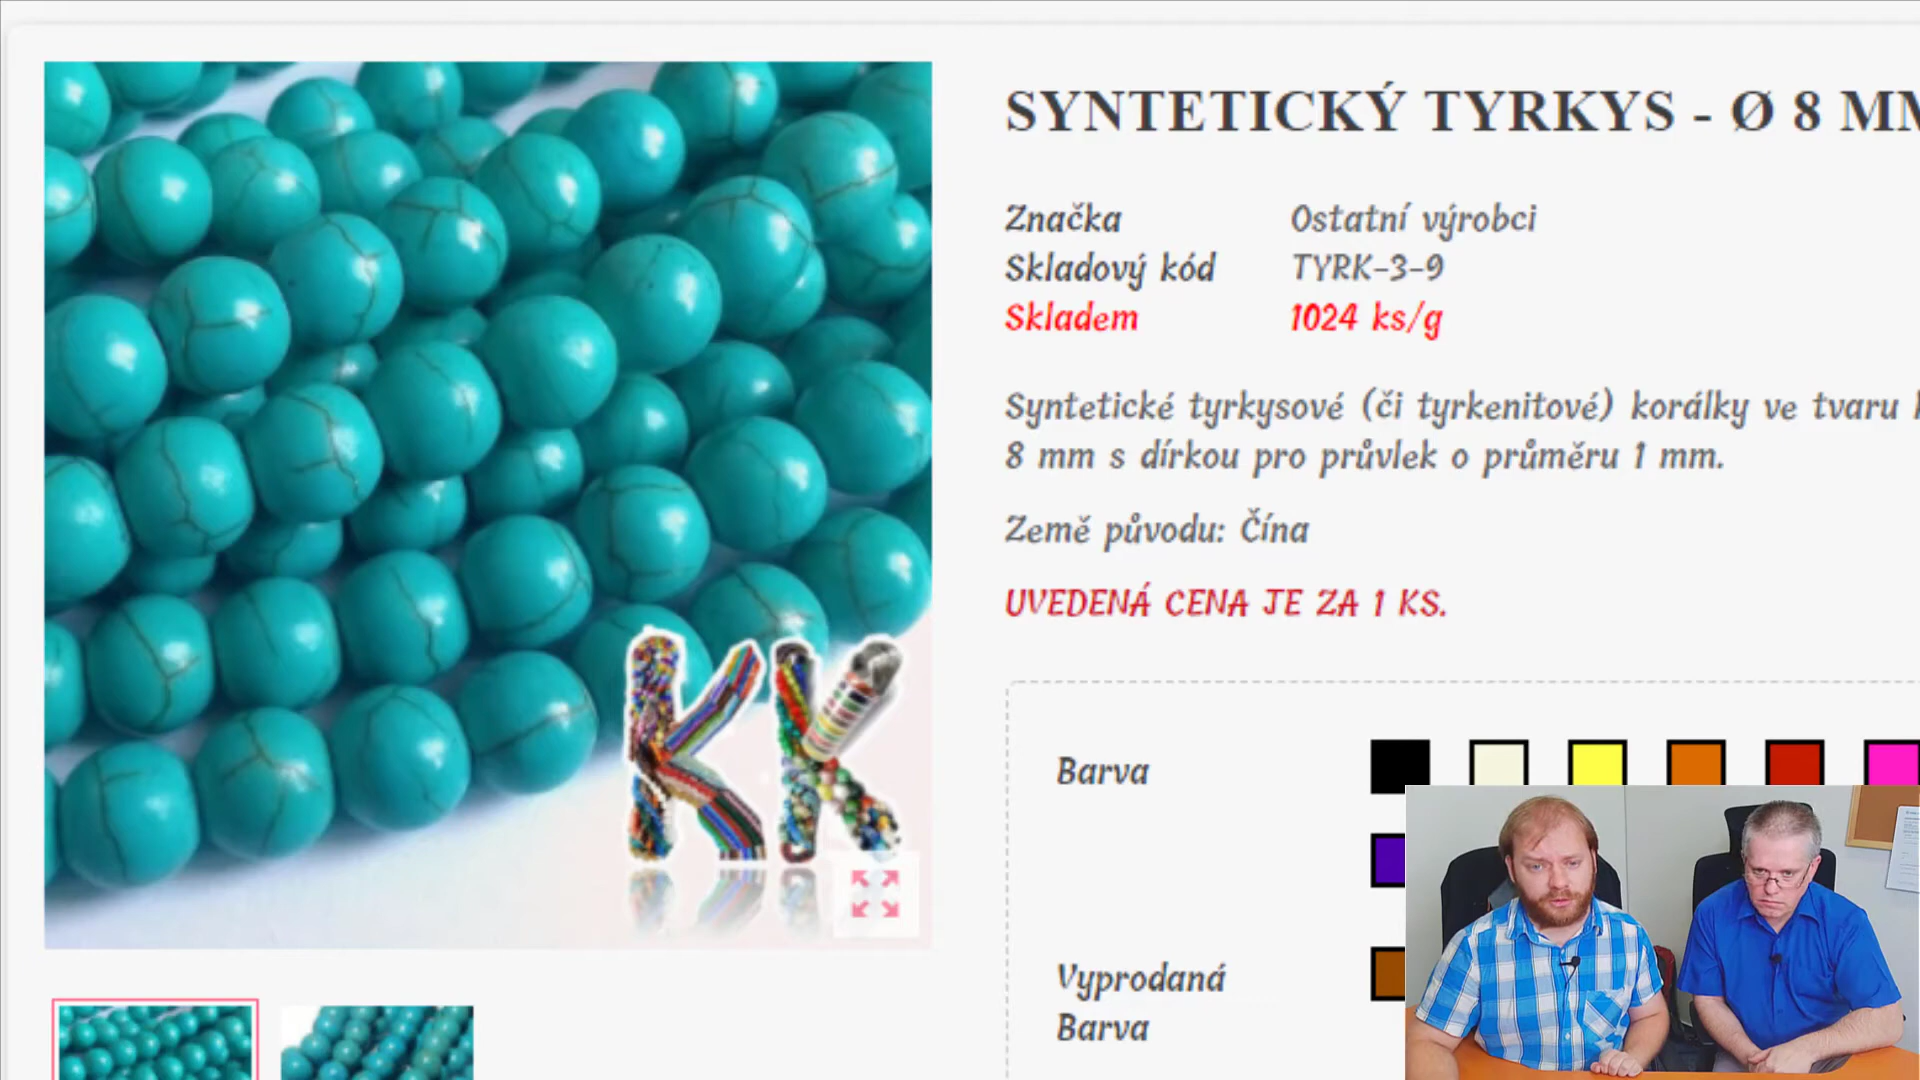 SYNTETICKÝ TYRKYS - Ø 8 MM
Značka Ostatní výrobci
Skladový kód TYRK-3-9
Skladem 1024 ks/g
Syntetické tyrkysové (či tyrkenitové) korálky ve tvaru
8 mm s dírkou pro průvlek o průměru 1 mm.
Země původu: Čína
UVEDENÁ CENA JE ZA 1 KS.
KK
Barva
Vyprodaná
Barva